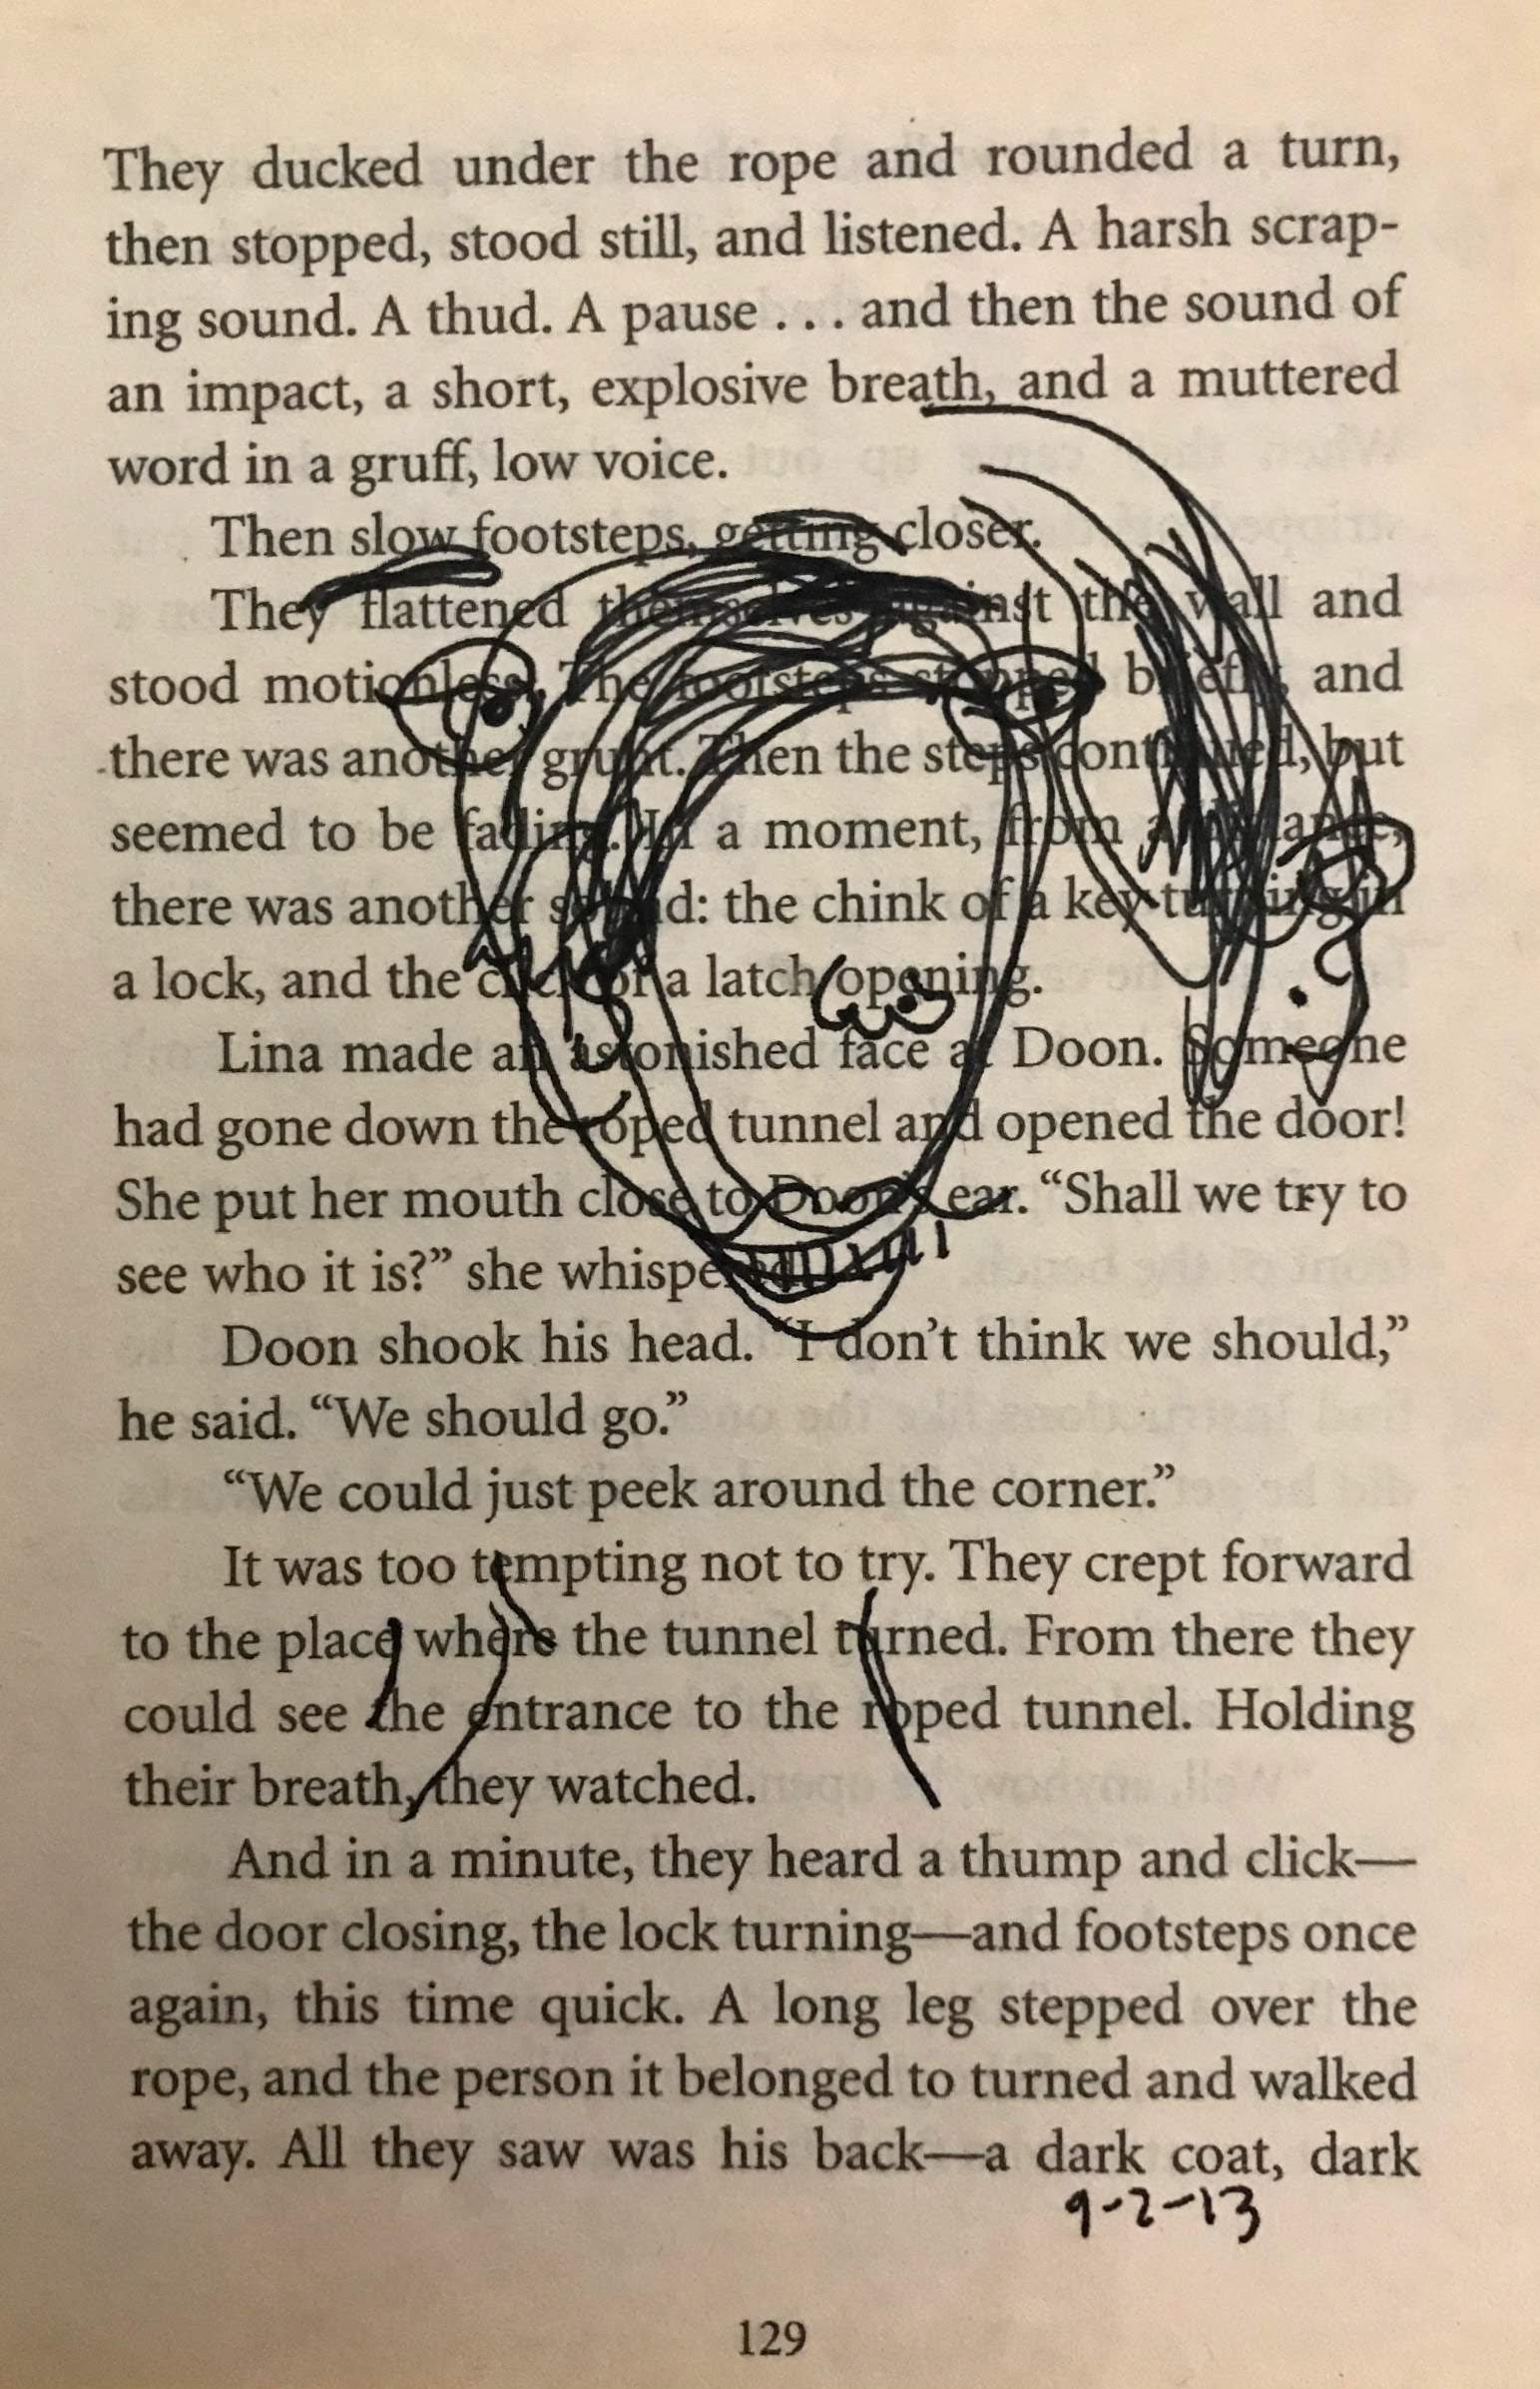 They ducked under the rope and rounded a turn,
then stopped, stood still, and listened. A harsh scrap-
ing sound. A thud. A pause . . . and then the sound of
an impact, a short, explosive breath, and a muttered
word in a gruff, low voice.
Then slow footsteps, getting closer.
They flattened themselves against the wall and
stood motionless. The footsteps stopped briefly, and
there was another grunt. Then the steps continued, but
seemed to be fading. In a moment, from a distance,
there was another sound: the chink of a key turning in
a lock, and the click of a latch opening.
Lina made an astonished face at Doon. Someone
had gone down the roped tunnel and opened the door!
She put her mouth close to Doon's ear. “Shall we try to
see who it is?” she whispered.
Doon shook his head. “I don’t think we should,”
he said. “We should go.”
“We could just peek around the corner.”
It was too tempting not to try. They crept forward
to the place where the tunnel turned. From there they
could see the entrance to the roped tunnel. Holding
their breath, they watched.
And in a minute, they heard a thump and click—
the door closing, the lock turning—and footsteps once
again, this time quick. A long leg stepped over the
rope, and the person it belonged to turned and walked
away. All they saw was his back—a dark coat, dark
9-2-13
129